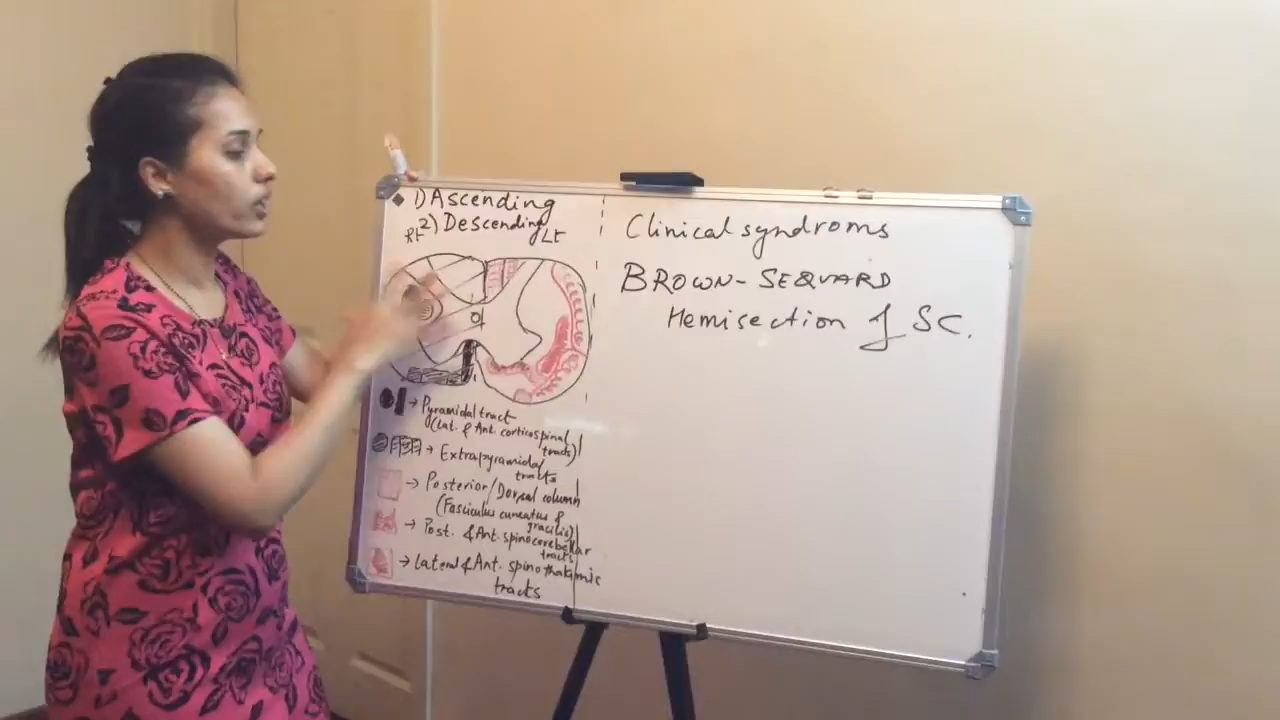 1) Ascending
2) Descending
Rt
Lt
→ Pyramidal tract
(Lat. & Ant. corticospinal
tracts)
→ Extrapyramidal
tracts
→ Posterior/Dorsal column
(Fasciculus cuneatus &
gracilis)
→ Post. & Ant. spinocerebellar
tracts
→ Lateral & Ant. spinothalamic
tracts
Clinical syndroms
BROWN-SEQUARD
Hemisection of SC.